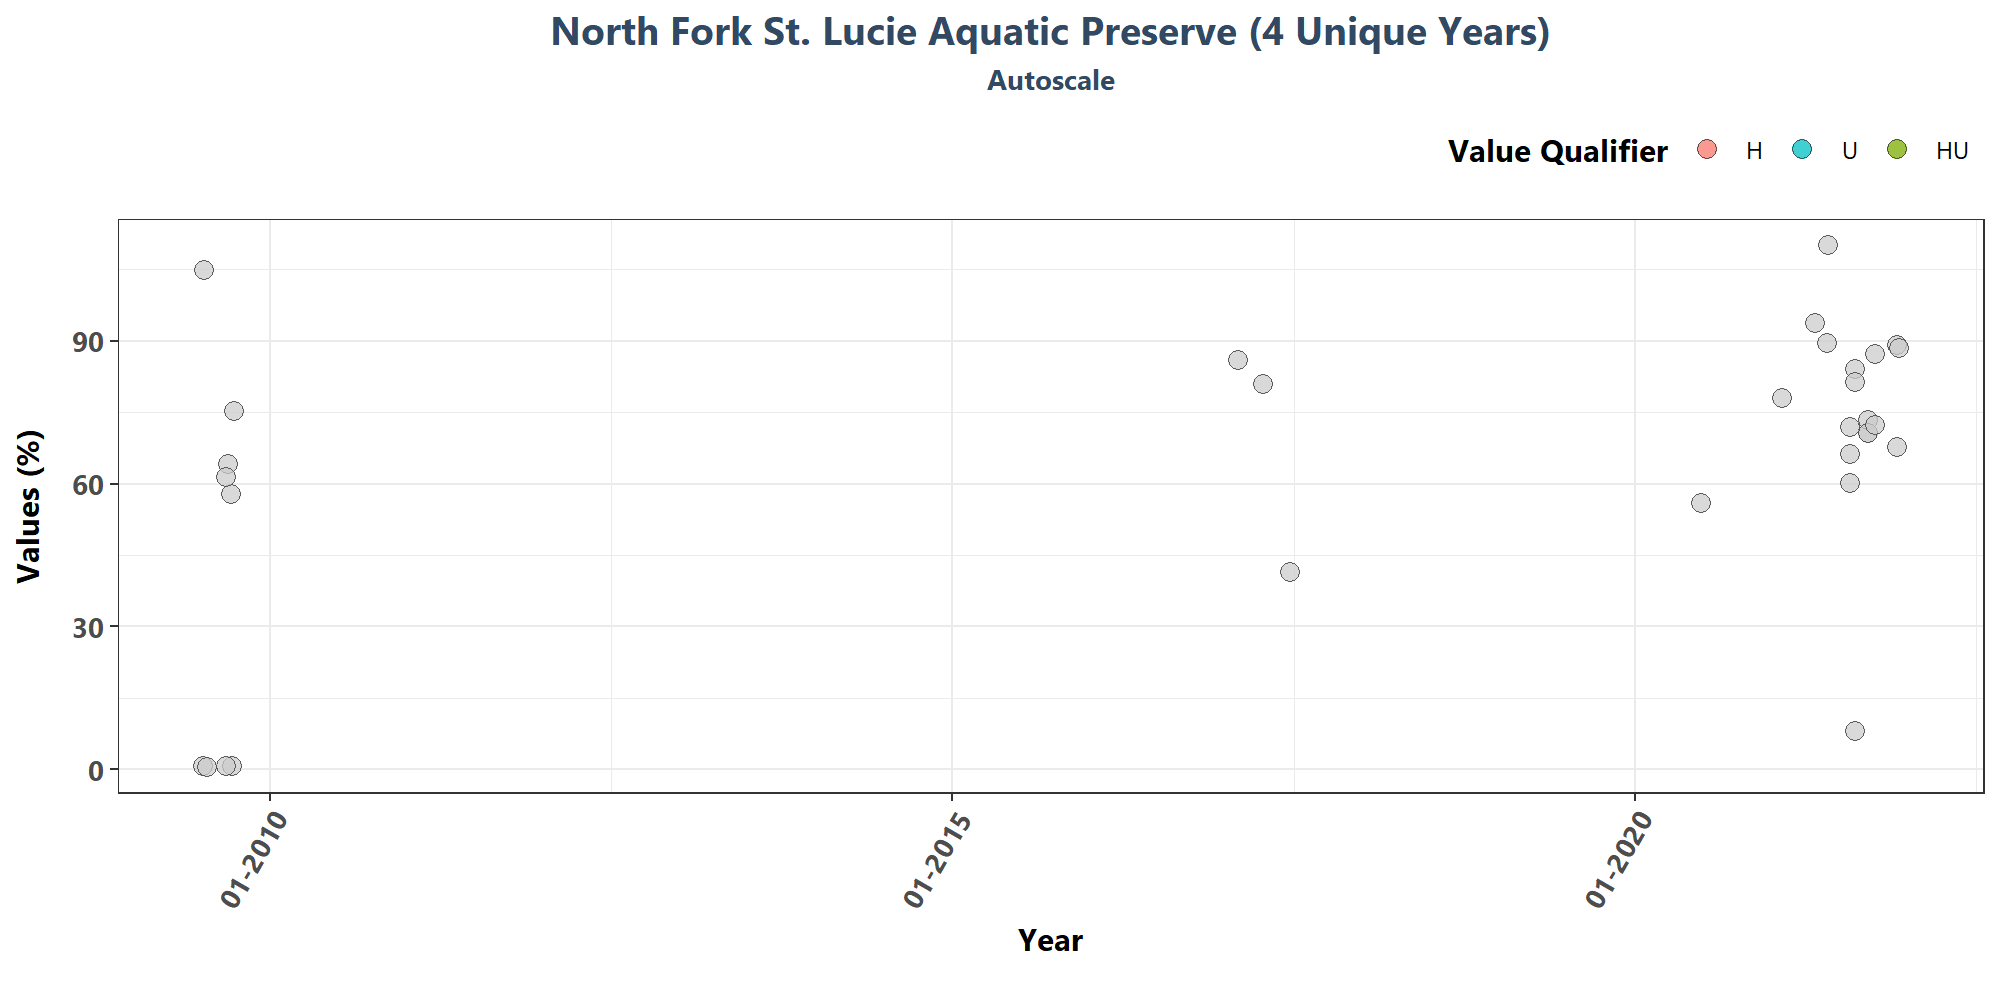 North Fork St. Lucie Aquatic Preserve (4 Unique Years)
Autoscale
Value Qualifier H U HU
Values (%)
90
60
30
0
01-2010
01-2015
01-2020
Year